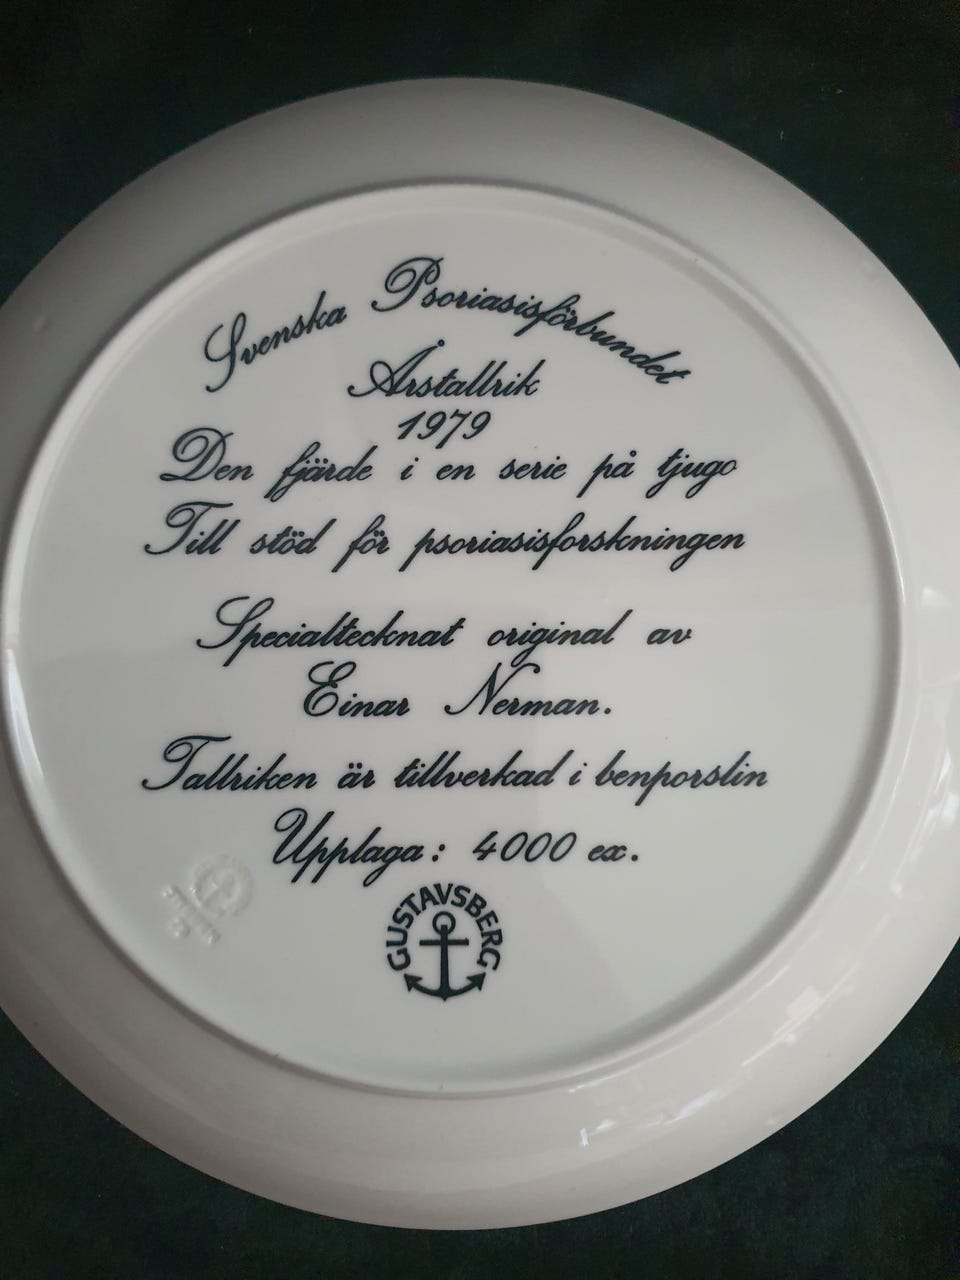 Svenska Psoriasisförbundet
Årstallrik
1979
Den fjärde i en serie på tjugo
Till stöd för psoriasisforskningen
Specialtecknat original av
Einar Nerman.
Tallriken är tillverkad i benporslin
Upplaga: 4000 ex.
GUSTAVSBERG